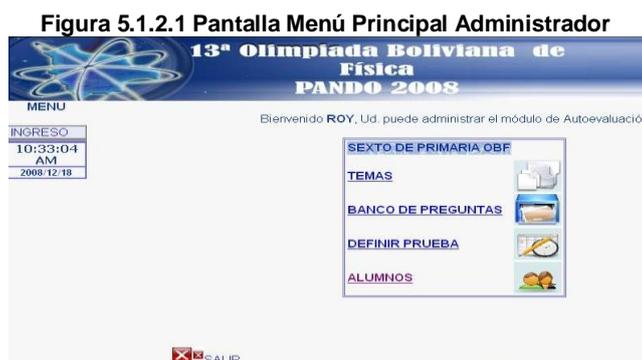 Figura 5.1.2.1 Pantalla Menú Principal Administrador
13ª Olimpiada Boliviana de
Física
PANDO 2008
MENU
Bienvenido ROY, Ud. puede administrar el módulo de Autoevaluació
INGRESO
10:33:04
AM
2008/12/18
SEXTO DE PRIMARIA OBF
TEMAS
BANCO DE PREGUNTAS
DEFINIR PRUEBA
ALUMNOS
SALIR